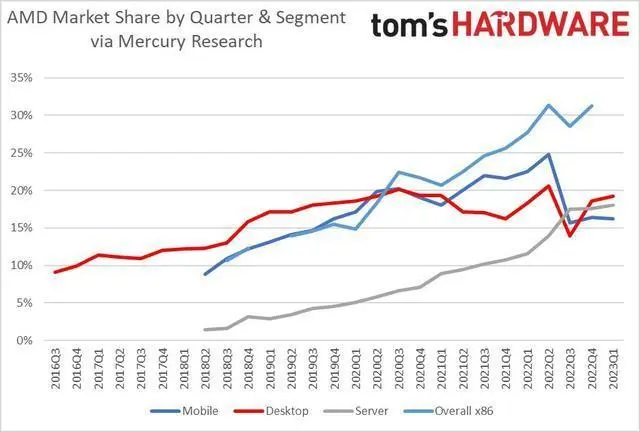 AMD Market Share by Quarter & Segment
via Mercury Research
tom'sHARDWARE
35%
30%
25%
20%
15%
10%
5%
0%
2016Q3
2016Q4
2017Q1
2017Q2
2017Q3
2017Q4
2018Q1
2018Q2
2018Q3
2018Q4
2019Q1
2019Q2
2019Q3
2019Q4
2020Q1
2020Q2
2020Q3
2020Q4
2021Q1
2021Q2
2021Q3
2021Q4
2022Q1
2022Q2
2022Q3
2022Q4
2023Q1
Mobile Desktop Server Overall x86